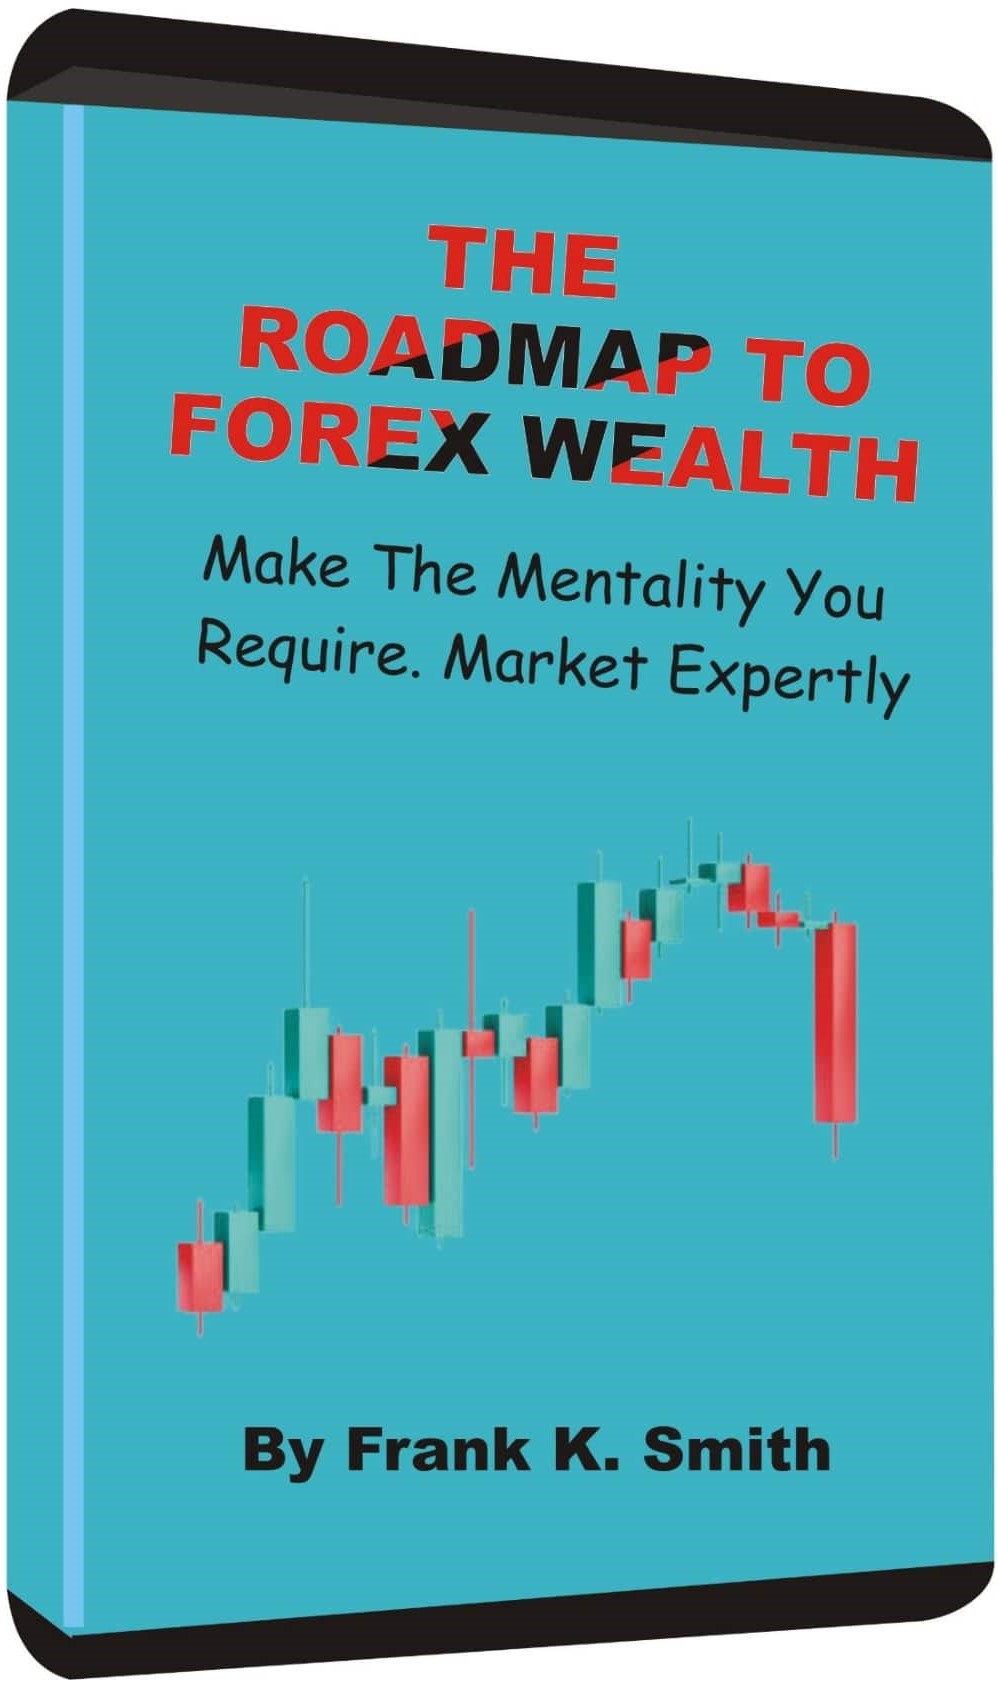 THE
ROADMAP TO
FOREX WEALTH
Make The Mentality You
Require. Market Expertly
By Frank K. Smith